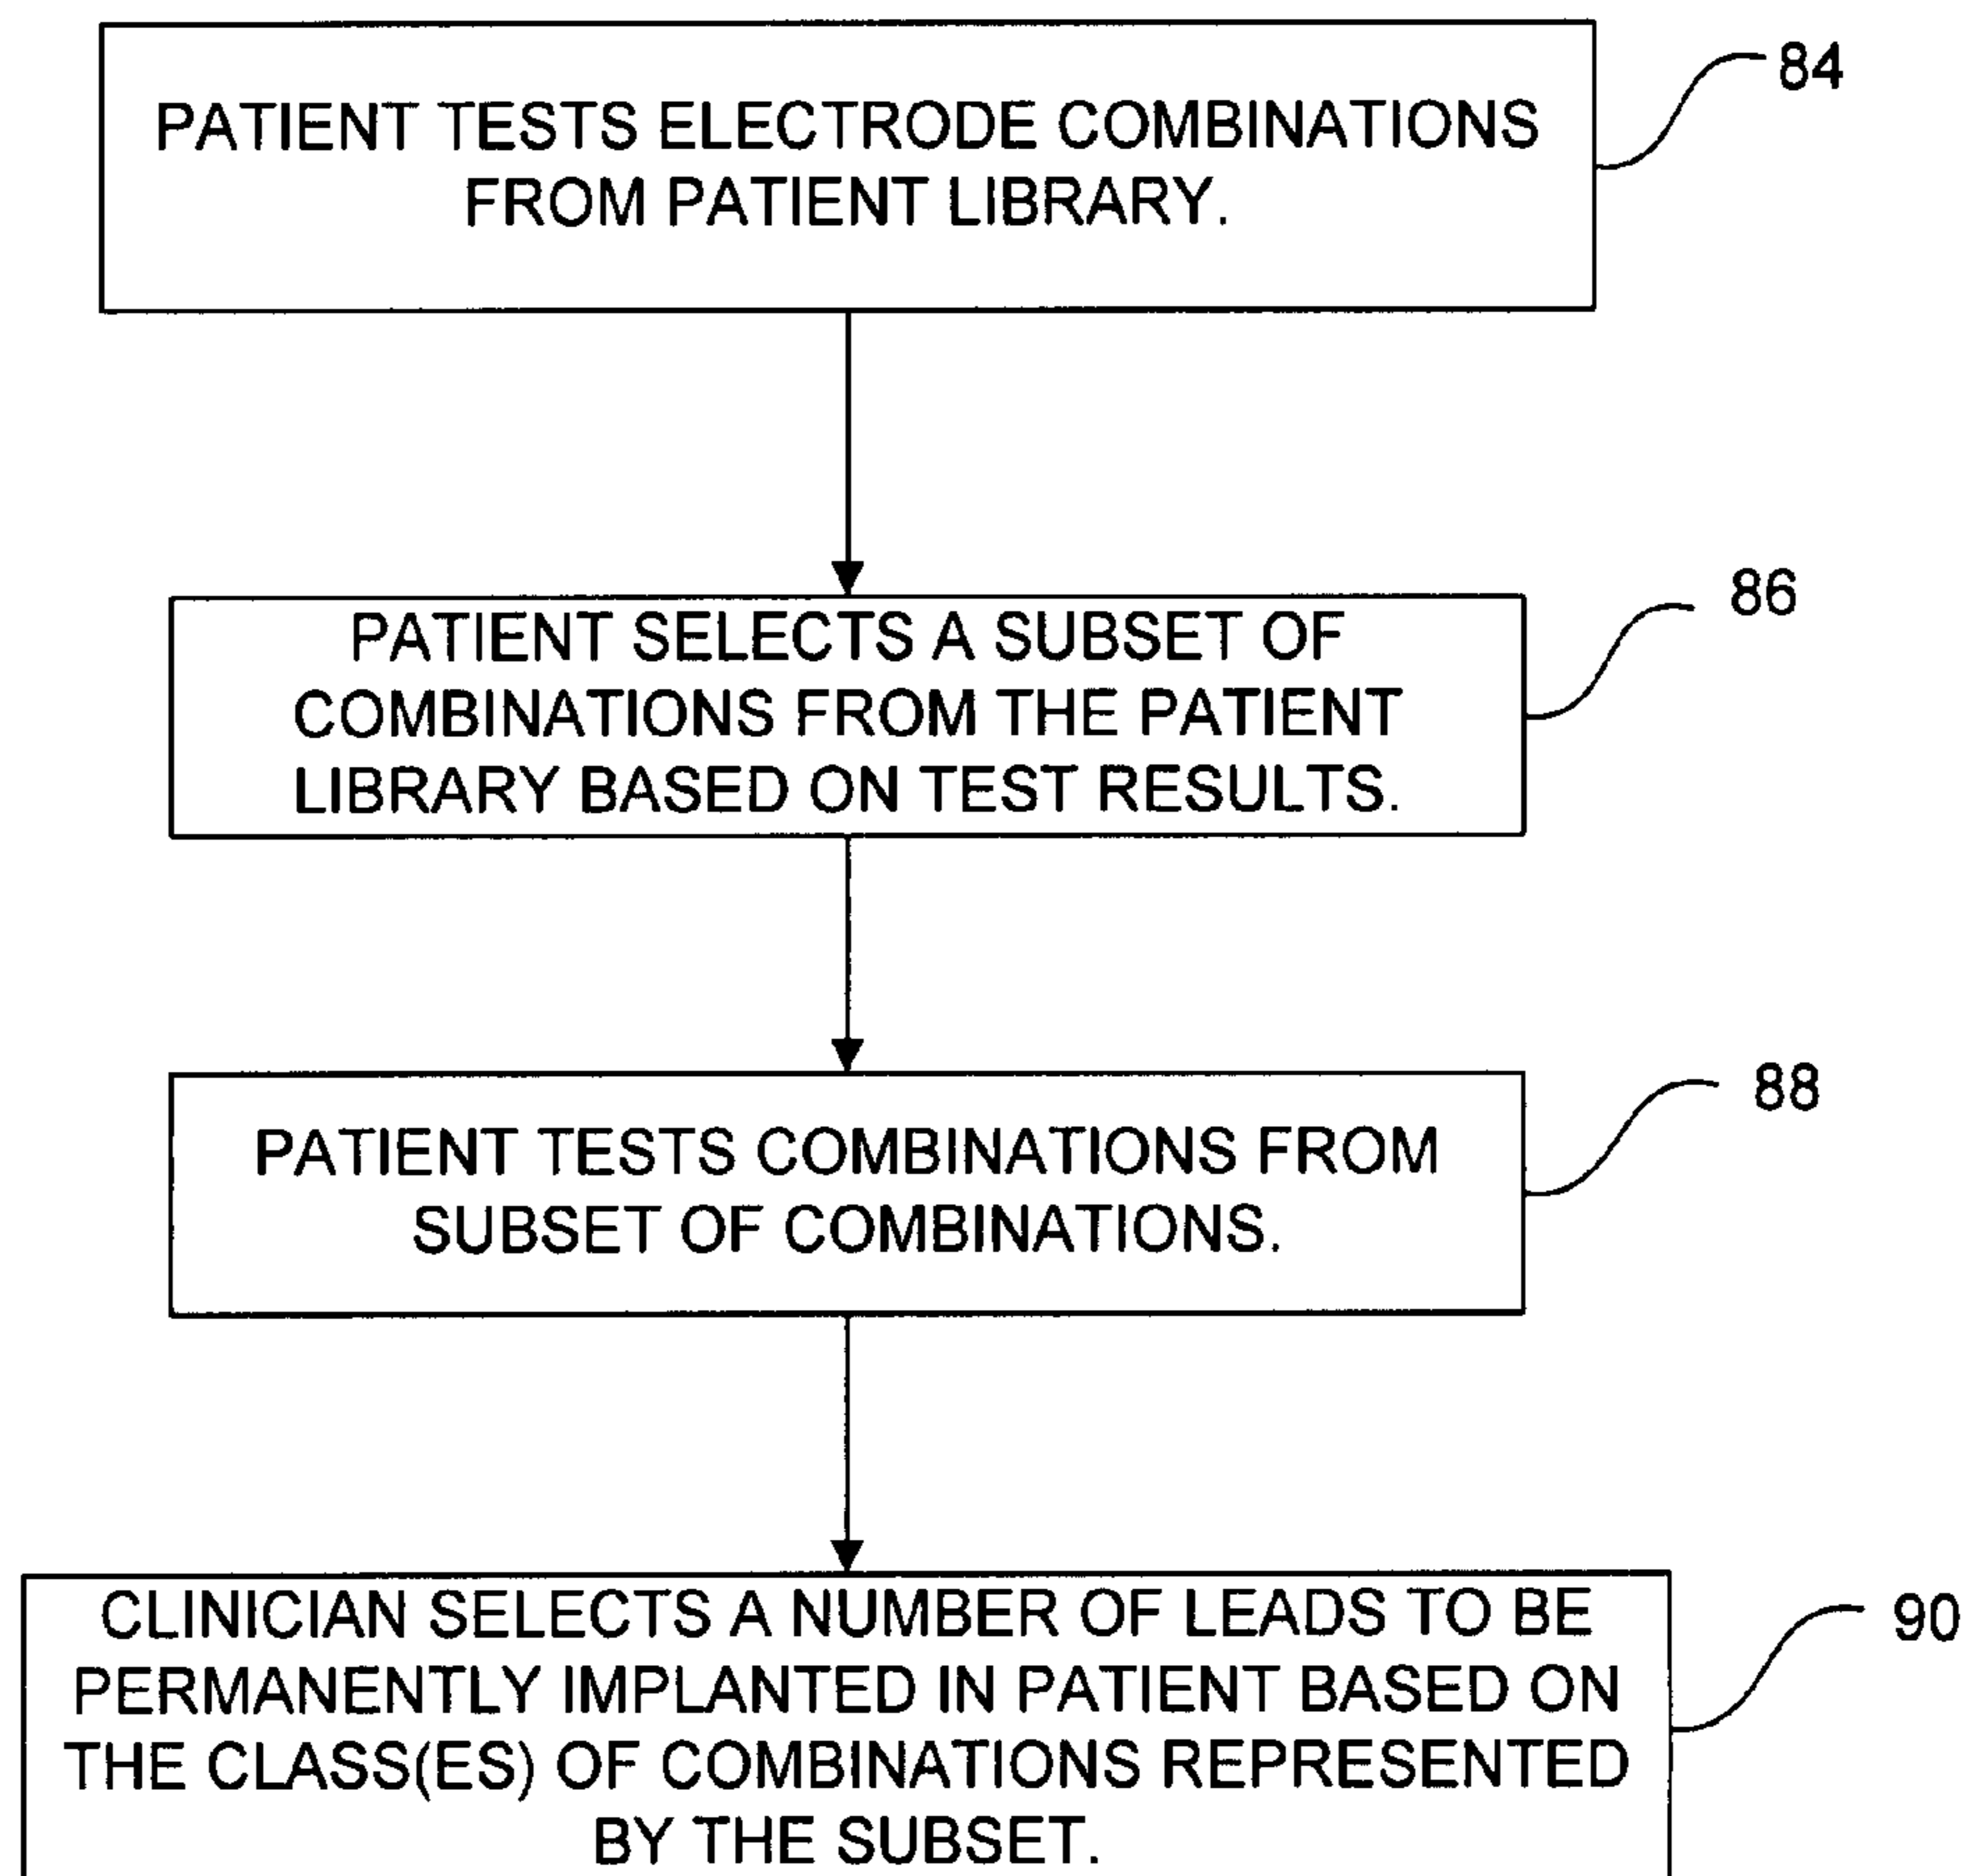 84
PATIENT TESTS ELECTRODE COMBINATIONS
FROM PATIENT LIBRARY.
86
PATIENT SELECTS A SUBSET OF
COMBINATIONS FROM THE PATIENT
LIBRARY BASED ON TEST RESULTS.
88
PATIENT TESTS COMBINATIONS FROM
SUBSET OF COMBINATIONS.
90
CLINICIAN SELECTS A NUMBER OF LEADS TO BE
PERMANENTLY IMPLANTED IN PATIENT BASED ON
THE CLASS(ES) OF COMBINATIONS REPRESENTED
BY THE SUBSET.